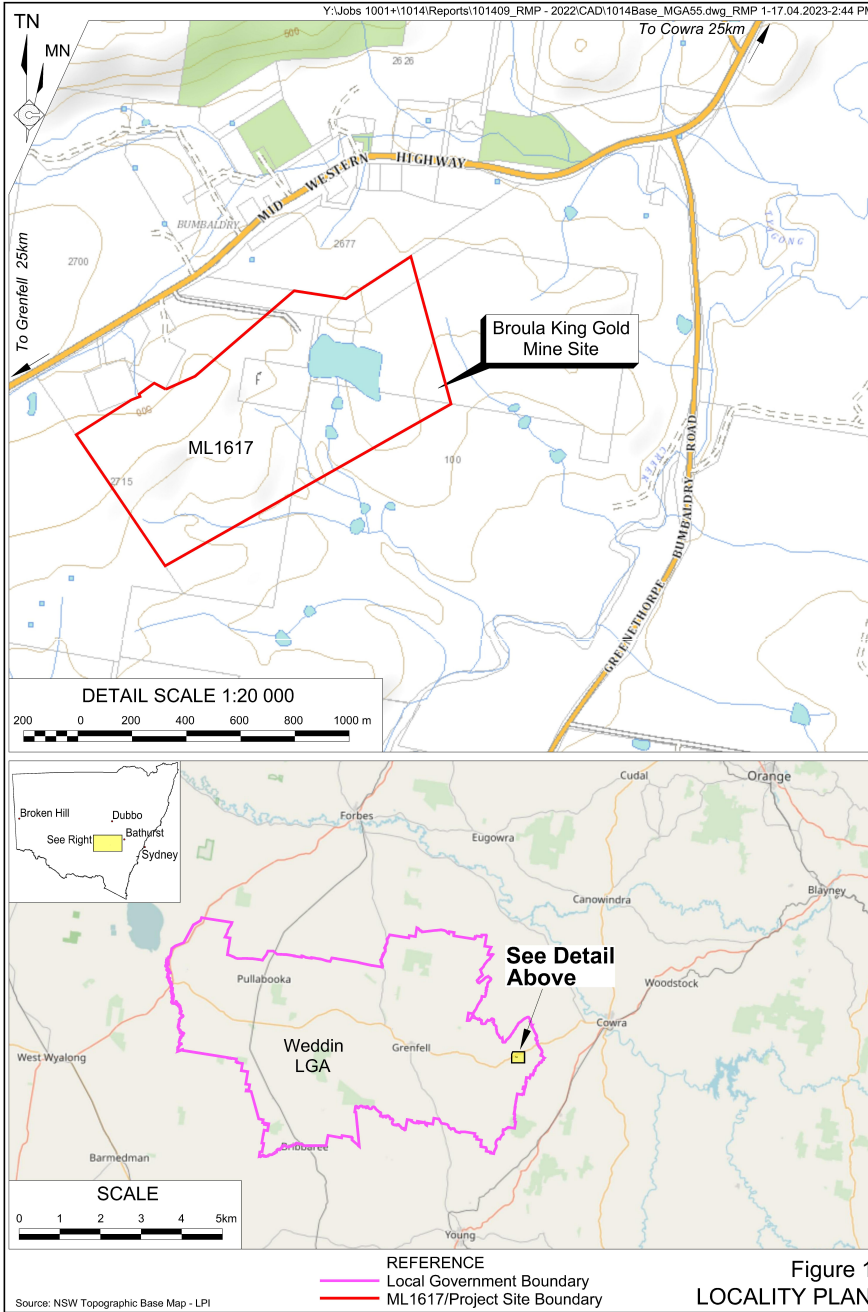 Y:\Jobs 1001+\1014\Reports\101409_RMP - 2022\CAD\1014Base_MGA55.dwg_RMP 1-17.04.2023-2:44 PM
TN
MN
To Cowra 25km
500
2626
MID WESTERN HIGHWAY
BUMBALDRY
2677
2700
To Grenfell 25km
Broula King Gold
Mine Site
ML1617
2715
100
CREEK
GREENETHORPE BUMBALDRY ROAD
DETAIL SCALE 1:20 000
200 0 200 400 600 800 1000 m
Broken Hill
Dubbo
See Right
Bathurst
Sydney
Cudal
Orange
Forbes
Eugowra
Canowindra
Blayney
See Detail
Above
Pullabooka
Woodstock
Cowra
Weddin
LGA
Grenfell
West Wyalong
Bribbaree
Barmedman
Young
SCALE
0 1 2 3 4 5km
REFERENCE
Local Government Boundary
ML1617/Project Site Boundary
Figure 1
LOCALITY PLAN
Source: NSW Topographic Base Map - LPI